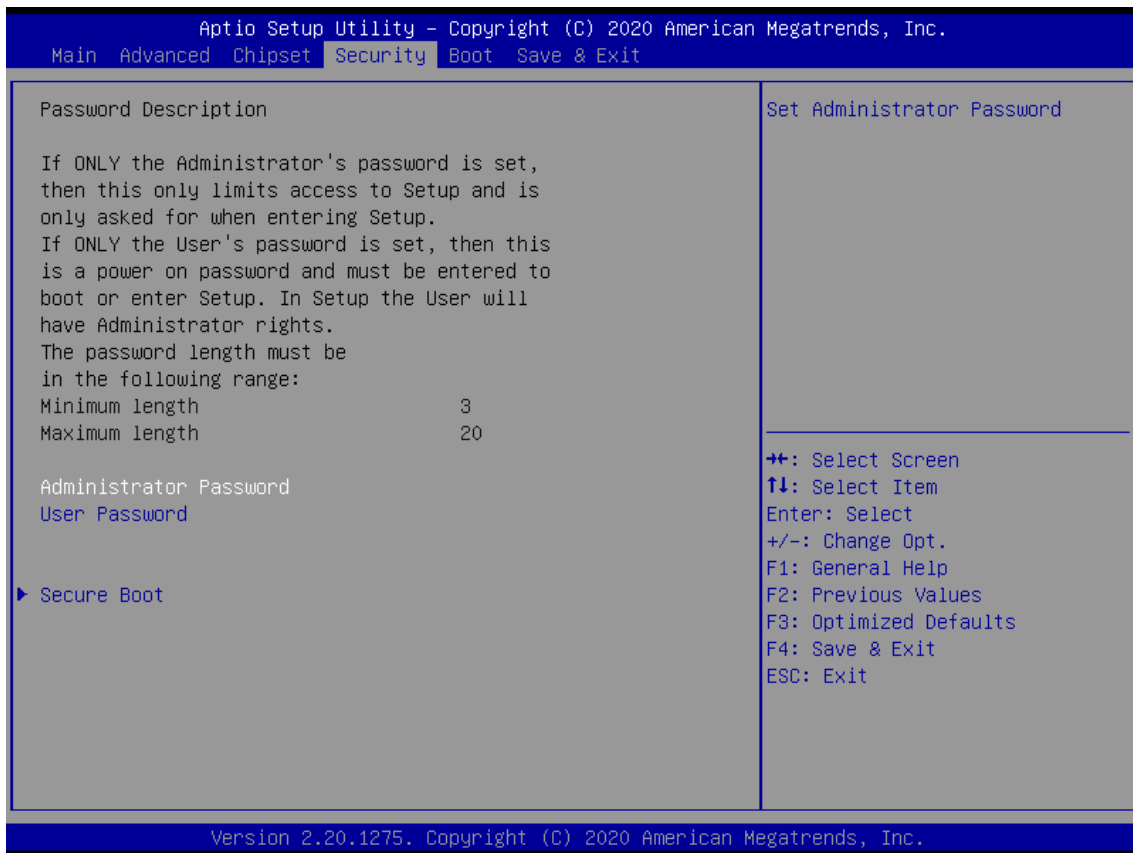 Aptio Setup Utility – Copyright (C) 2020 American Megatrends, Inc.
Main Advanced Chipset Security Boot Save & Exit
Password Description
If ONLY the Administrator's password is set,
then this only limits access to Setup and is
only asked for when entering Setup.
If ONLY the User's password is set, then this
is a power on password and must be entered to
boot or enter Setup. In Setup the User will
have Administrator rights.
The password length must be
in the following range:
Minimum length 3
Maximum length 20
Administrator Password
User Password
Secure Boot
Set Administrator Password
→←: Select Screen
↑↓: Select Item
Enter: Select
+/-: Change Opt.
F1: General Help
F2: Previous Values
F3: Optimized Defaults
F4: Save & Exit
ESC: Exit
Version 2.20.1275. Copyright (C) 2020 American Megatrends, Inc.